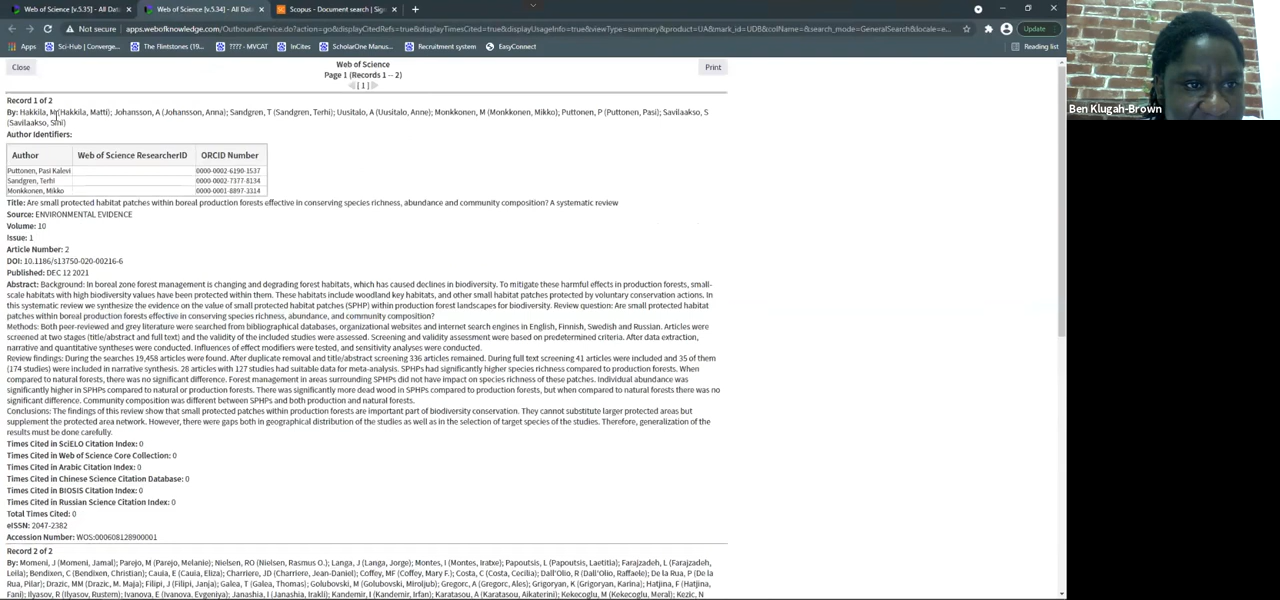 Web of Science [v.5.35] - All Data
Web of Science [v.5.34] - All Data
Scopus - Document search | Sign
Not secure
apps.webofknowledge.com/OutboundService.do?action=go&displayCitedRefs=true&displayTimesCited=true&displayUsageInfo=true&viewType=summary&product=UA&mark_id=UDB&colName=&search_mode=GeneralSearch&locale=e...
Update
Apps
Sci-Hub | Converge...
The Flintstones (19...
???? - MVCAT
InCites
ScholarOne Manus...
Recruitment system
EasyConnect
Reading list
Close
Web of Science
Page 1 (Records 1 -- 2)
[ 1 ]
Print
Record 1 of 2
By: Hakkila, M (Hakkila, Matti); Johansson, A (Johansson, Anna); Sandgren, T (Sandgren, Terhi); Uusitalo, A (Uusitalo, Anne); Monkkonen, M (Monkkonen, Mikko); Puttonen, P (Puttonen, Pasi); Savilaakso, S
(Savilaakso, Sini)
Author Identifiers:
Author Web of Science ResearcherID ORCID Number
Puttonen, Pasi Kalevi 0000-0002-6190-1537
Sandgren, Terhi 0000-0002-7377-8134
Monkkonen, Mikko 0000-0001-8897-3314
Title: Are small protected habitat patches within boreal production forests effective in conserving species richness, abundance and community composition? A systematic review
Source: ENVIRONMENTAL EVIDENCE
Volume: 10
Issue: 1
Article Number: 2
DOI: 10.1186/s13750-020-00216-6
Published: DEC 12 2021
Abstract: Background: In boreal zone forest management is changing and degrading forest habitats, which has caused declines in biodiversity. To mitigate these harmful effects in production forests, small-
scale habitats with high biodiversity values have been protected within them. These habitats include woodland key habitats, and other small habitat patches protected by voluntary conservation actions. In
this systematic review we synthesize the evidence on the value of small protected habitat patches (SPHP) within production forest landscapes for biodiversity. Review question: Are small protected habitat
patches within boreal production forests effective in conserving species richness, abundance, and community composition?
Methods: Both peer-reviewed and grey literature were searched from bibliographical databases, organizational websites and internet search engines in English, Finnish, Swedish and Russian. Articles were
screened at two stages (title/abstract and full text) and the validity of the included studies were assessed. Screening and validity assessment were based on predetermined criteria. After data extraction,
narrative and quantitative syntheses were conducted. Influences of effect modifiers were tested, and sensitivity analyses were conducted.
Review findings: During the searches 19,458 articles were found. After duplicate removal and title/abstract screening 336 articles remained. During full text screening 41 articles were included and 35 of them
(174 studies) were included in narrative synthesis. 28 articles with 127 studies had suitable data for meta-analysis. SPHPs had significantly higher species richness compared to production forests. When
compared to natural forests, there was no significant difference. Forest management in areas surrounding SPHPs did not have impact on species richness of these patches. Individual abundance was
significantly higher in SPHPs compared to natural or production forests. There was significantly more dead wood in SPHPs compared to production forests, but when compared to natural forests there was no
significant difference. Community composition was different between SPHPs and both production and natural forests.
Conclusions: The findings of this review show that small protected patches within production forests are important part of biodiversity conservation. They cannot substitute larger protected areas but
supplement the protected area network. However, there were gaps both in geographical distribution of the studies as well as in the selection of target species of the studies. Therefore, generalization of the
results must be done carefully.
Times Cited in SciELO Citation Index: 0
Times Cited in Web of Science Core Collection: 0
Times Cited in Arabic Citation Index: 0
Times Cited in Chinese Science Citation Database: 0
Times Cited in BIOSIS Citation Index: 0
Times Cited in Russian Science Citation Index: 0
Total Times Cited: 0
eISSN: 2047-2382
Accession Number: WOS:000608128900001
Record 2 of 2
By: Momeni, J (Momeni, Jamal); Parejo, M (Parejo, Melanie); Nielsen, RO (Nielsen, Rasmus O.); Langa, J (Langa, Jorge); Montes, I (Montes, Iratxe); Papoutsis, L (Papoutsis, Laetitia); Farajzadeh, L (Farajzadeh,
Leila); Bendixen, C (Bendixen, Christian); Cauia, E (Cauia, Eliza); Charriere, JD (Charriere, Jean-Daniel); Coffey, MF (Coffey, Mary F.); Costa, C (Costa, Cecilia); Dall'Olio, R (Dall'Olio, Raffaele); De la Rua, P (De la
Rua, Pilar); Drazic, MM (Drazic, M. Maja); Filipi, J (Filipi, Janja); Galea, T (Galea, Thomas); Golubovski, M (Golubovski, Miroljub); Gregorc, A (Gregorc, Ales); Grigoryan, K (Grigoryan, Karina); Hatjina, F (Hatjina,
Fani); Ilyasov, R (Ilyasov, Rustem); Ivanova, E (Ivanova, Evgeniya); Janashia, I (Janashia, Irakli); Kandemir, I (Kandemir, Irfan); Karatasou, A (Karatasou, Aikaterini); Kekecoglu, M (Kekecoglu, Meral); Kezic, N
Ben Klugah-Brown